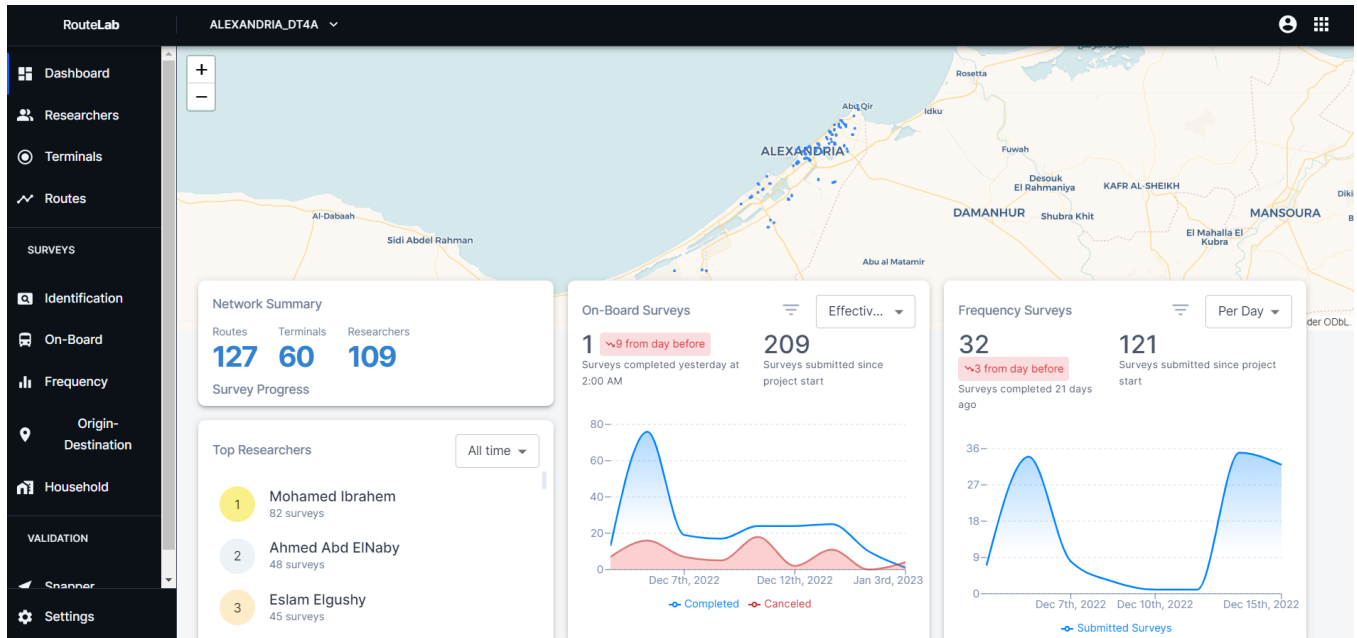 RouteLab
ALEXANDRIA_DT4A
Dashboard
Researchers
Terminals
Routes
SURVEYS
Identification
On-Board
Frequency
Origin-
Destination
Household
VALIDATION
Snapper
Settings
+
−
Rosetta
Abu Qir
Idku
ALEXANDRIA
Fuwah
Desouk
El Rahmaniya
KAFR AL-SHEIKH
DAMANHUR
Shubra Khit
MANSOURA
El Mahalla El
Kubra
Al-Dabaah
Sidi Abdel Rahman
Abu al Matamir
der ODbL.
Network Summary
Routes Terminals Researchers
127 60 109
Survey Progress
Top Researchers
All time
1
Mohamed Ibrahem
82 surveys
2
Ahmed Abd ElNaby
48 surveys
3
Eslam Elgushy
45 surveys
On-Board Surveys
Effectiv...
1
9 from day before
Surveys completed yesterday at
2:00 AM
209
Surveys submitted since
project start
80
60
40
20
0
Dec 7th, 2022 Dec 12th, 2022 Jan 3rd, 2023
Completed Canceled
Frequency Surveys
Per Day
32
3 from day before
Surveys completed 21 days
ago
121
Surveys submitted since project
start
36
27
18
9
0
Dec 7th, 2022 Dec 10th, 2022 Dec 15th, 2022
Submitted Surveys